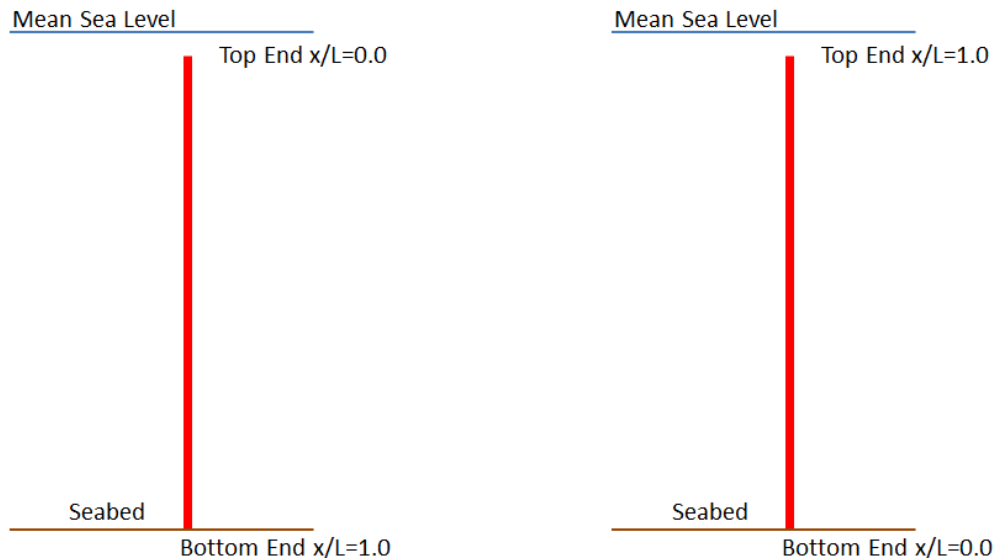 Mean Sea Level
Top End x/L=0.0
Seabed
Bottom End x/L=1.0
Mean Sea Level
Top End x/L=1.0
Seabed
Bottom End x/L=0.0